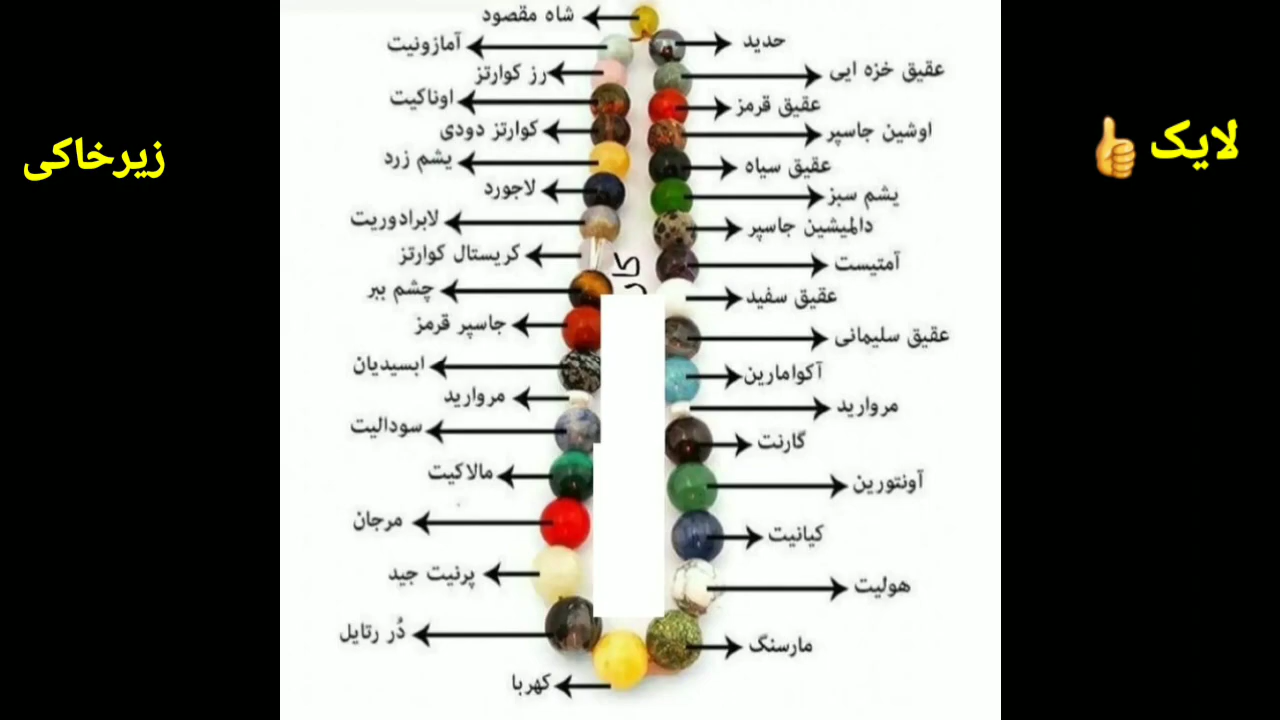 شاه مقصود
حدید
آمازونیت
عقیق خزه ایی
رز کوارتز
اوناکیت
عقیق قرمز
کوارتز دودی
اوشین جاسپر
یشم زرد
عقیق سیاه
لاجورد
یشم سبز
لابرادوریت
دالمیشین جاسپر
کریستال کوارتز
آمتیست
چشم ببر
عقیق سفید
جاسپر قرمز
عقیق سلیمانی
ابسیدیان
آکوامارین
مروارید
مروارید
سودالیت
گارنت
مالاکیت
آونتورین
مرجان
کیانیت
پرنیت جید
هولیت
دُر رتایل
مارسنگ
کهربا
زیرخاکی
لایک